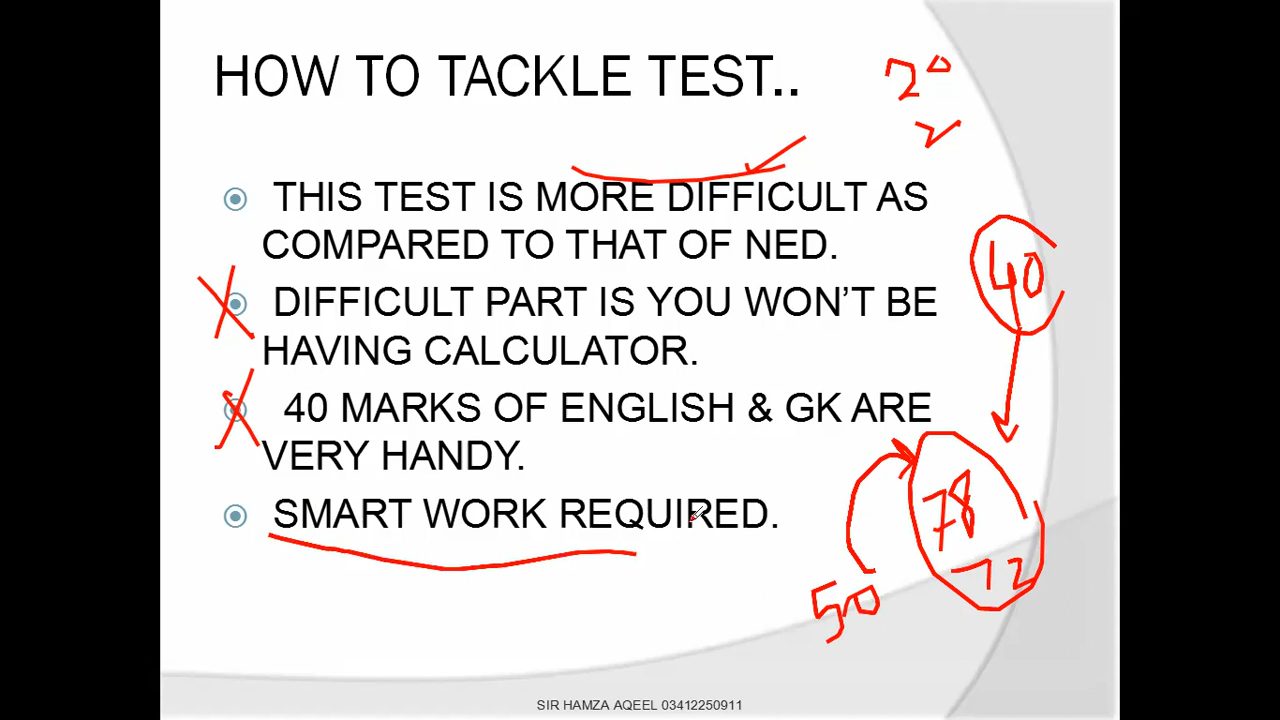 HOW TO TACKLE TEST..
20
2
THIS TEST IS MORE DIFFICULT AS
COMPARED TO THAT OF NED.
40
DIFFICULT PART IS YOU WON’T BE
HAVING CALCULATOR.
40 MARKS OF ENGLISH & GK ARE
VERY HANDY.
SMART WORK REQUIRED.
78
72
50
SIR HAMZA AQEEL 03412250911